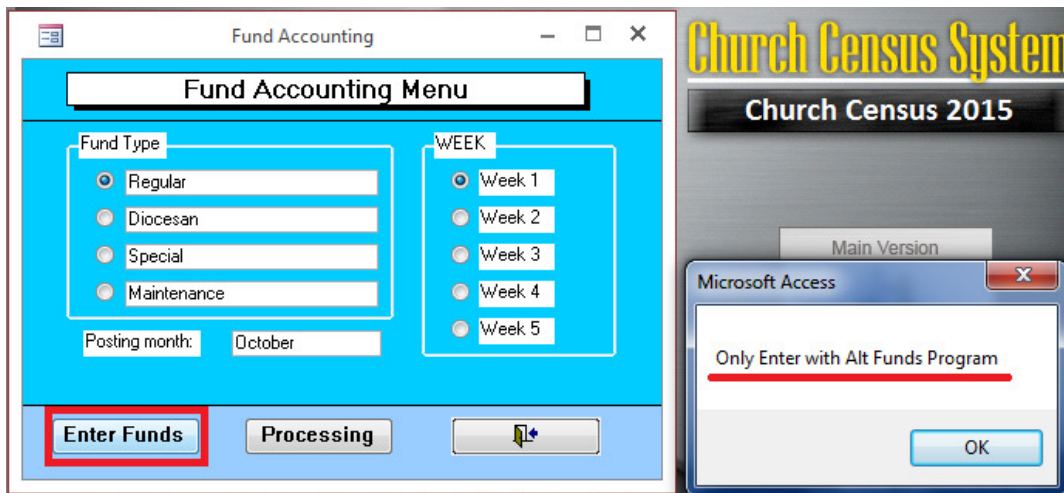 Fund Accounting
Fund Accounting Menu
Fund Type
Regular
Diocesan
Special
Maintenance
Posting month:
October
WEEK
Week 1
Week 2
Week 3
Week 4
Week 5
Enter Funds
Processing
Church Census System
Church Census 2015
Main Version
Microsoft Access
Only Enter with Alt Funds Program
OK